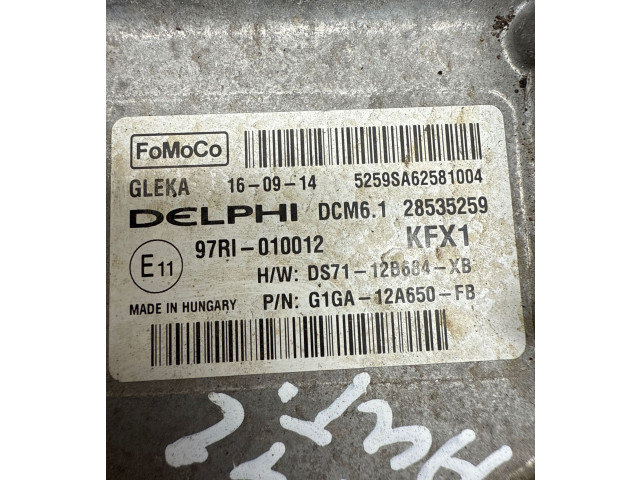 FoMoCo
GLEKA 16-09-14 5259SA62581004
DELPHI DCM6.1 28535259
E11 97RI-010012 KFX1
H/W: DS71-12B684-XB
MADE IN HUNGARY P/N: G1GA-12A650-FB